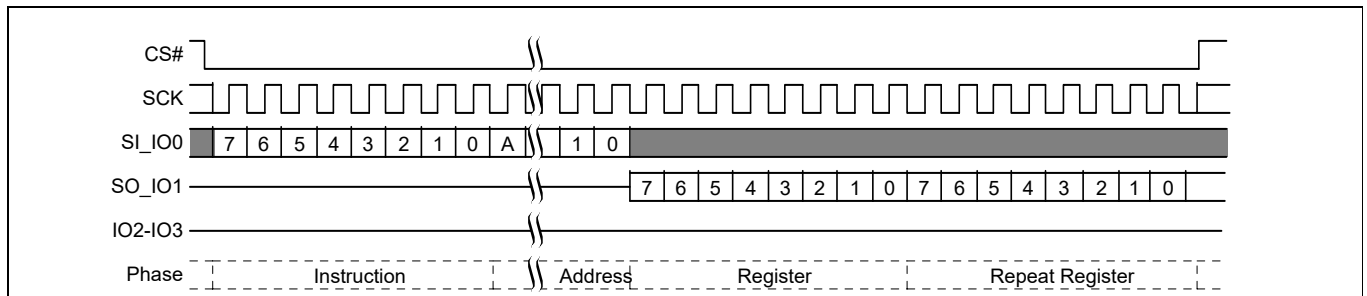 CS#
SCK
SI_IO0 7 6 5 4 3 2 1 0 A 1 0
SO_IO1 7 6 5 4 3 2 1 0 7 6 5 4 3 2 1 0
IO2-IO3
Phase Instruction Address Register Repeat Register